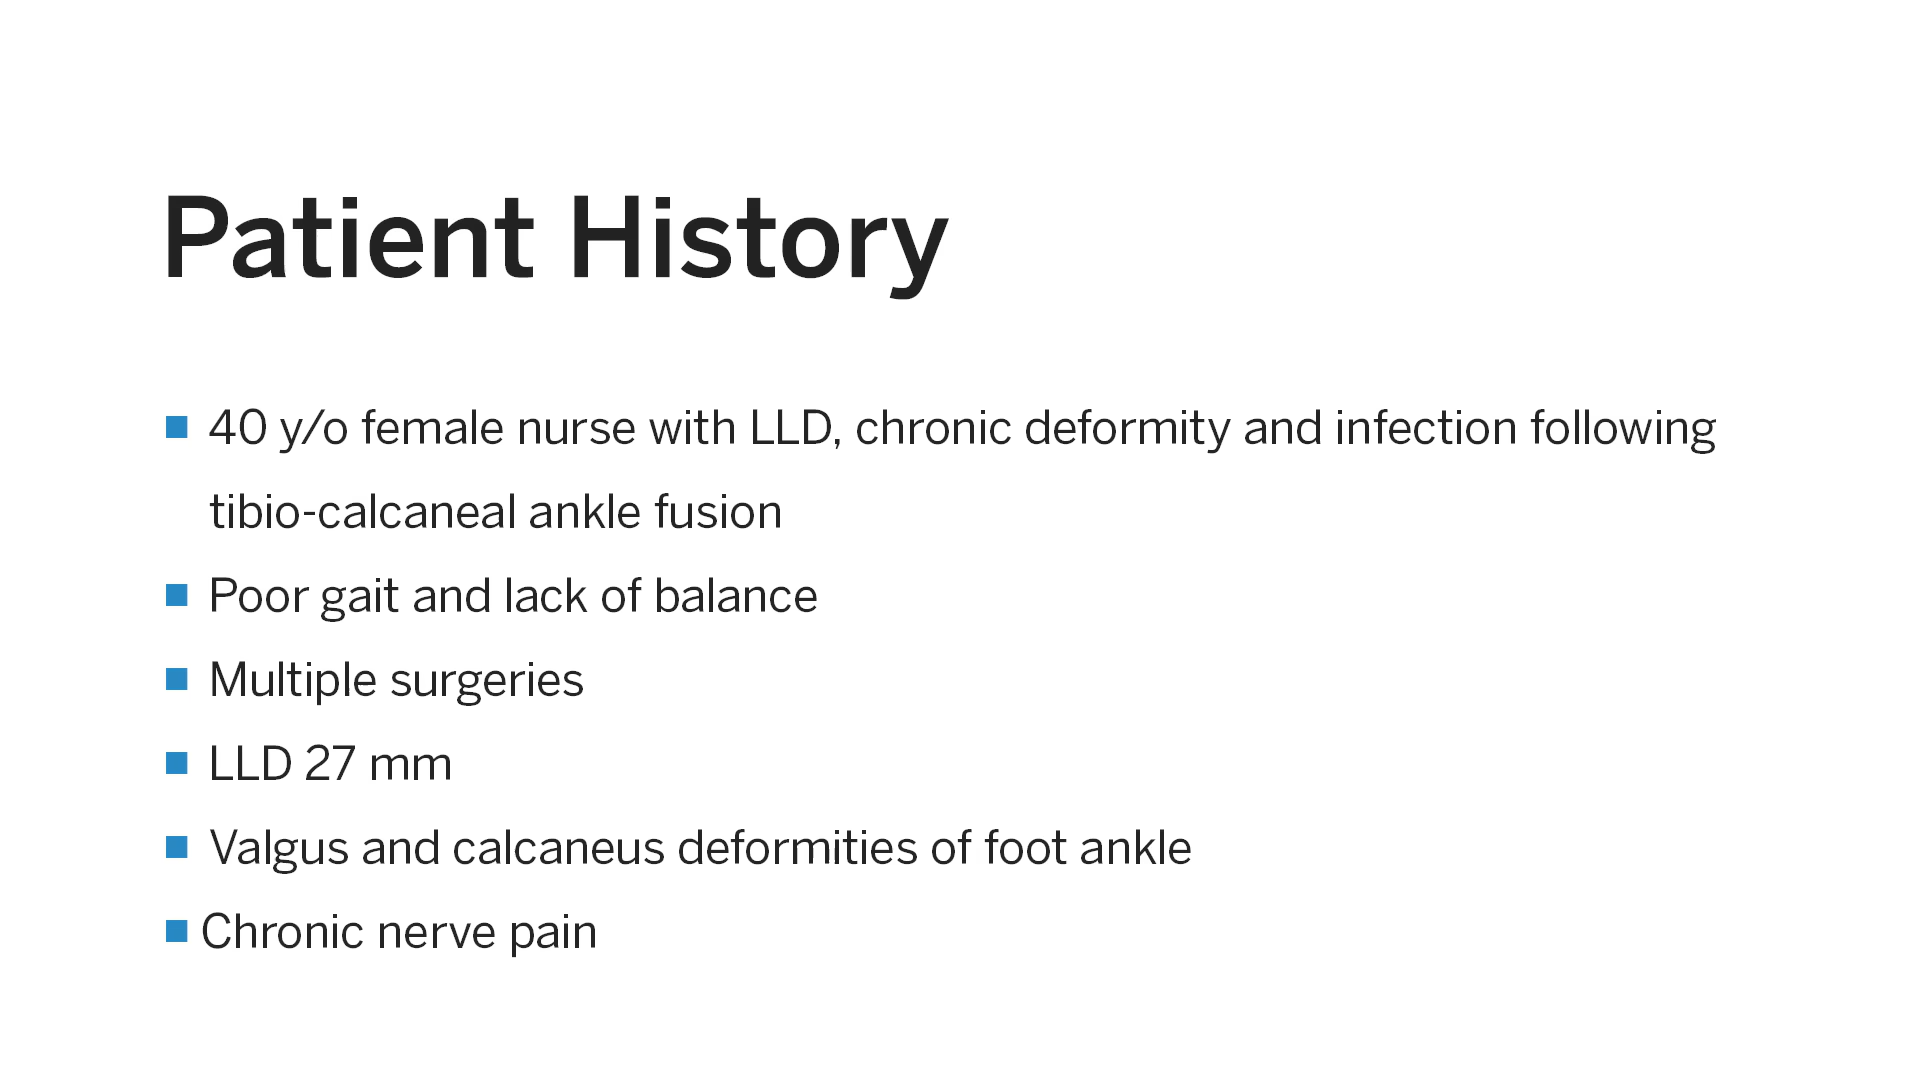 Patient History
■ 40 y/o female nurse with LLD, chronic deformity and infection following
tibio-calcaneal ankle fusion
■ Poor gait and lack of balance
■ Multiple surgeries
■ LLD 27 mm
■ Valgus and calcaneus deformities of foot ankle
■ Chronic nerve pain